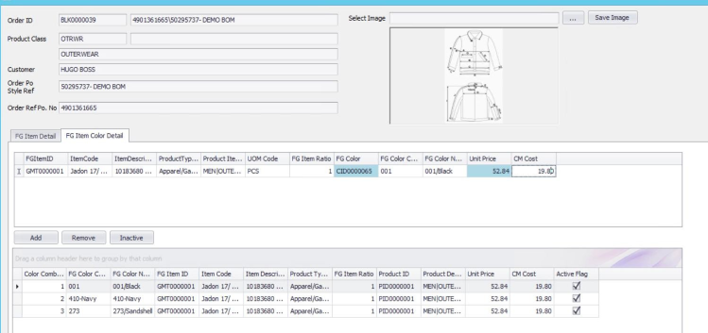 Order ID BLK0000039 4901361665\50295737- DEMO BOM Select Image ... Save Image
Product Class OTRWR
OUTERWEAR
Customer HUGO BOSS
Order Po Style Ref 50295737- DEMO BOM
Order Ref Po. No 4901361665
FG Item Detail FG Item Color Detail
FGItemID ItemCode ItemDescri... ProductTyp... Product Ite... UOM Code FG Item Ratio FG Color FG Color C... FG Color N... Unit Price CM Cost
GMT0000001 Jadon 17/ ... 10183680 ... Apparel/Ga... MEN|OUTE... PCS 1 CID0000065 001 001/Black 52.84 19.80
Add Remove Inactive
Drag a column header here to group by that column
Color Comb... FG Color C... FG Color N... FG Item ID Item Code Item Descri... Product Ty... FG Item Ratio Product ID Product De... Unit Price CM Cost Active Flag
1 001 001/Black GMT0000001 Jadon 17/ ... 10183680 ... Apparel/Ga... 1 PID0000001 MEN|OUTE... 52.84 19.80
2 410-Navy 410-Navy GMT0000001 Jadon 17/ ... 10183680 ... Apparel/Ga... 1 PID0000001 MEN|OUTE... 52.84 19.80
3 273 273/Sandshell GMT0000001 Jadon 17/ ... 10183680 ... Apparel/Ga... 1 PID0000001 MEN|OUTE... 52.84 19.80